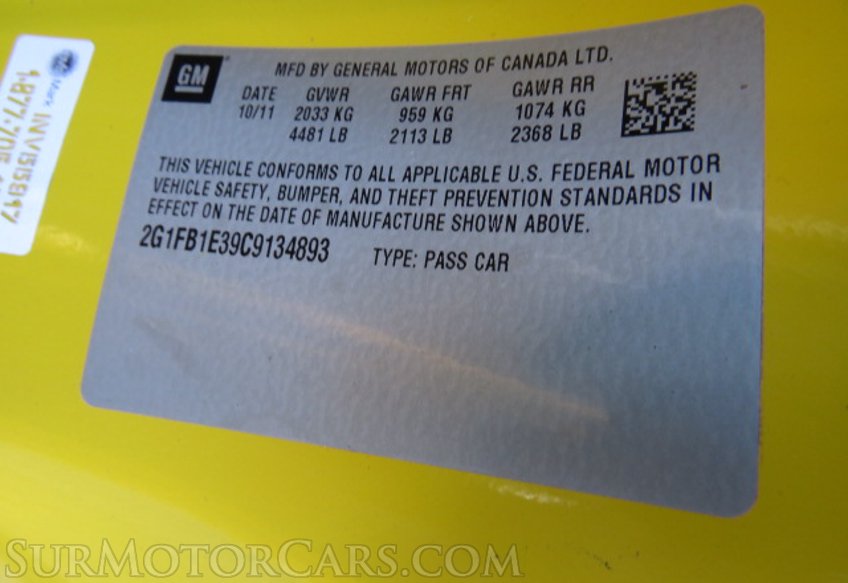 GM
MFD BY GENERAL MOTORS OF CANADA LTD.
DATE GVWR GAWR FRT GAWR RR
10/11 2033 KG 959 KG 1074 KG
4481 LB 2113 LB 2368 LB
THIS VEHICLE CONFORMS TO ALL APPLICABLE U.S. FEDERAL MOTOR
VEHICLE SAFETY, BUMPER, AND THEFT PREVENTION STANDARDS IN
EFFECT ON THE DATE OF MANUFACTURE SHOWN ABOVE.
2G1FB1E39C9134893 TYPE: PASS CAR
Mark
SurMotorCars.com